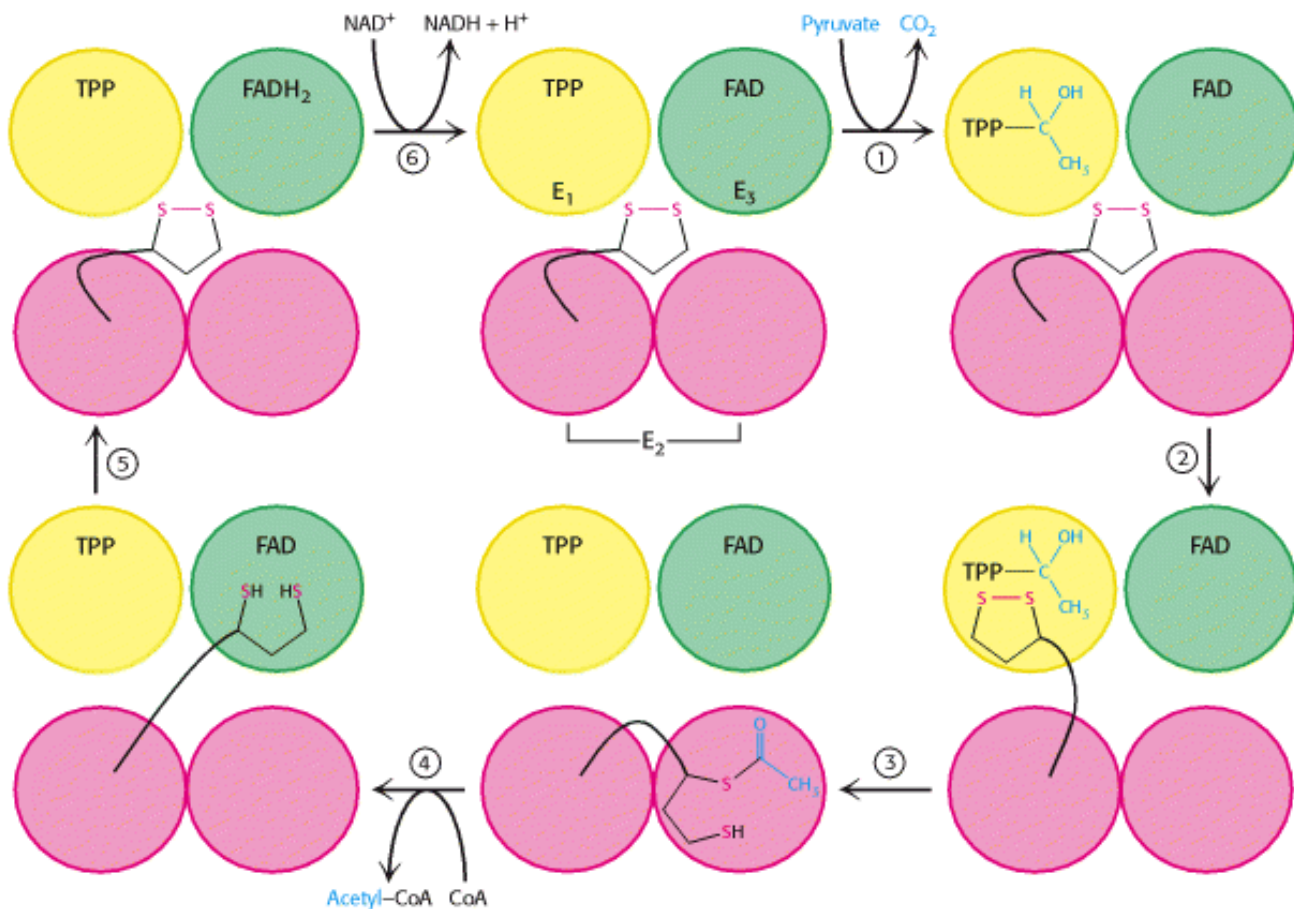 NAD⁺ NADH + H⁺ Pyruvate CO₂
TPP FADH₂ TPP FAD TPP H OH C CH₃ FAD
⑥ ①
E₁ E₃
S S S S S S
E₂
⑤ ②
TPP FAD TPP FAD TPP H OH C CH₃ FAD
SH HS S S
O
④ S CH₃ ③
SH
Acetyl–CoA CoA